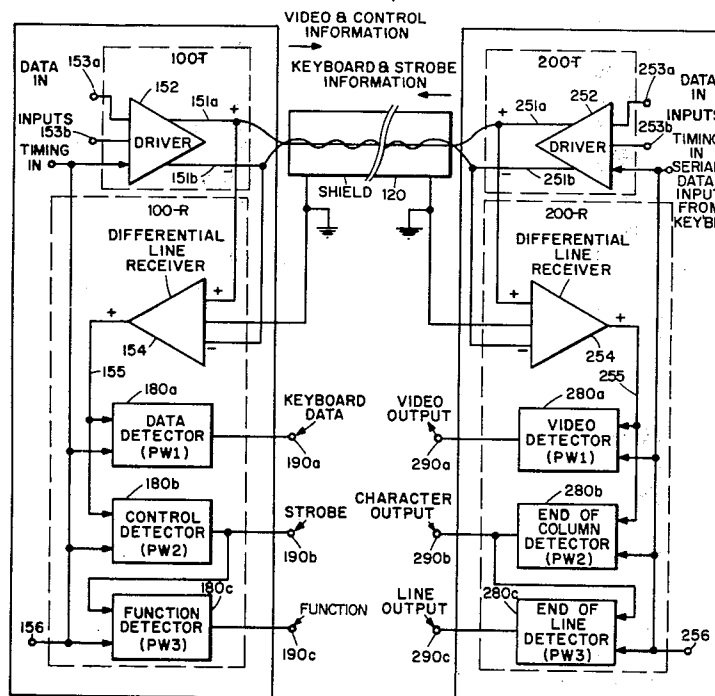 VIDEO & CONTROL
INFORMATION
KEYBOARD & STROBE
INFORMATION
153a
100-T
152
DATA
IN
INPUTS
153b
TIMING
IN
DRIVER
151a
+
151b
-
SHIELD
120
200-T
253a
252
DATA
IN
INPUTS
253b
TIMING
IN
SERIAL
DATA
INPUT
FROM
DRIVER
251a
+
251b
-
100-R
DIFFERENTIAL
LINE
RECEIVER
+
+
-
154
155
200-R
DIFFERENTIAL
LINE
RECEIVER
+
+
-
254
255
180a
DATA
DETECTOR
(PW1)
KEYBOARD
DATA
190a
VIDEO
OUTPUT
290a
280a
VIDEO
DETECTOR
(PW1)
180b
CONTROL
DETECTOR
(PW2)
STROBE
190b
CHARACTER
OUTPUT
290b
280b
END OF
COLUMN
DETECTOR
(PW2)
180c
FUNCTION
DETECTOR
(PW3)
156
FUNCTION
190c
LINE
OUTPUT
290c
280c
END OF
LINE
DETECTOR
(PW3)
256